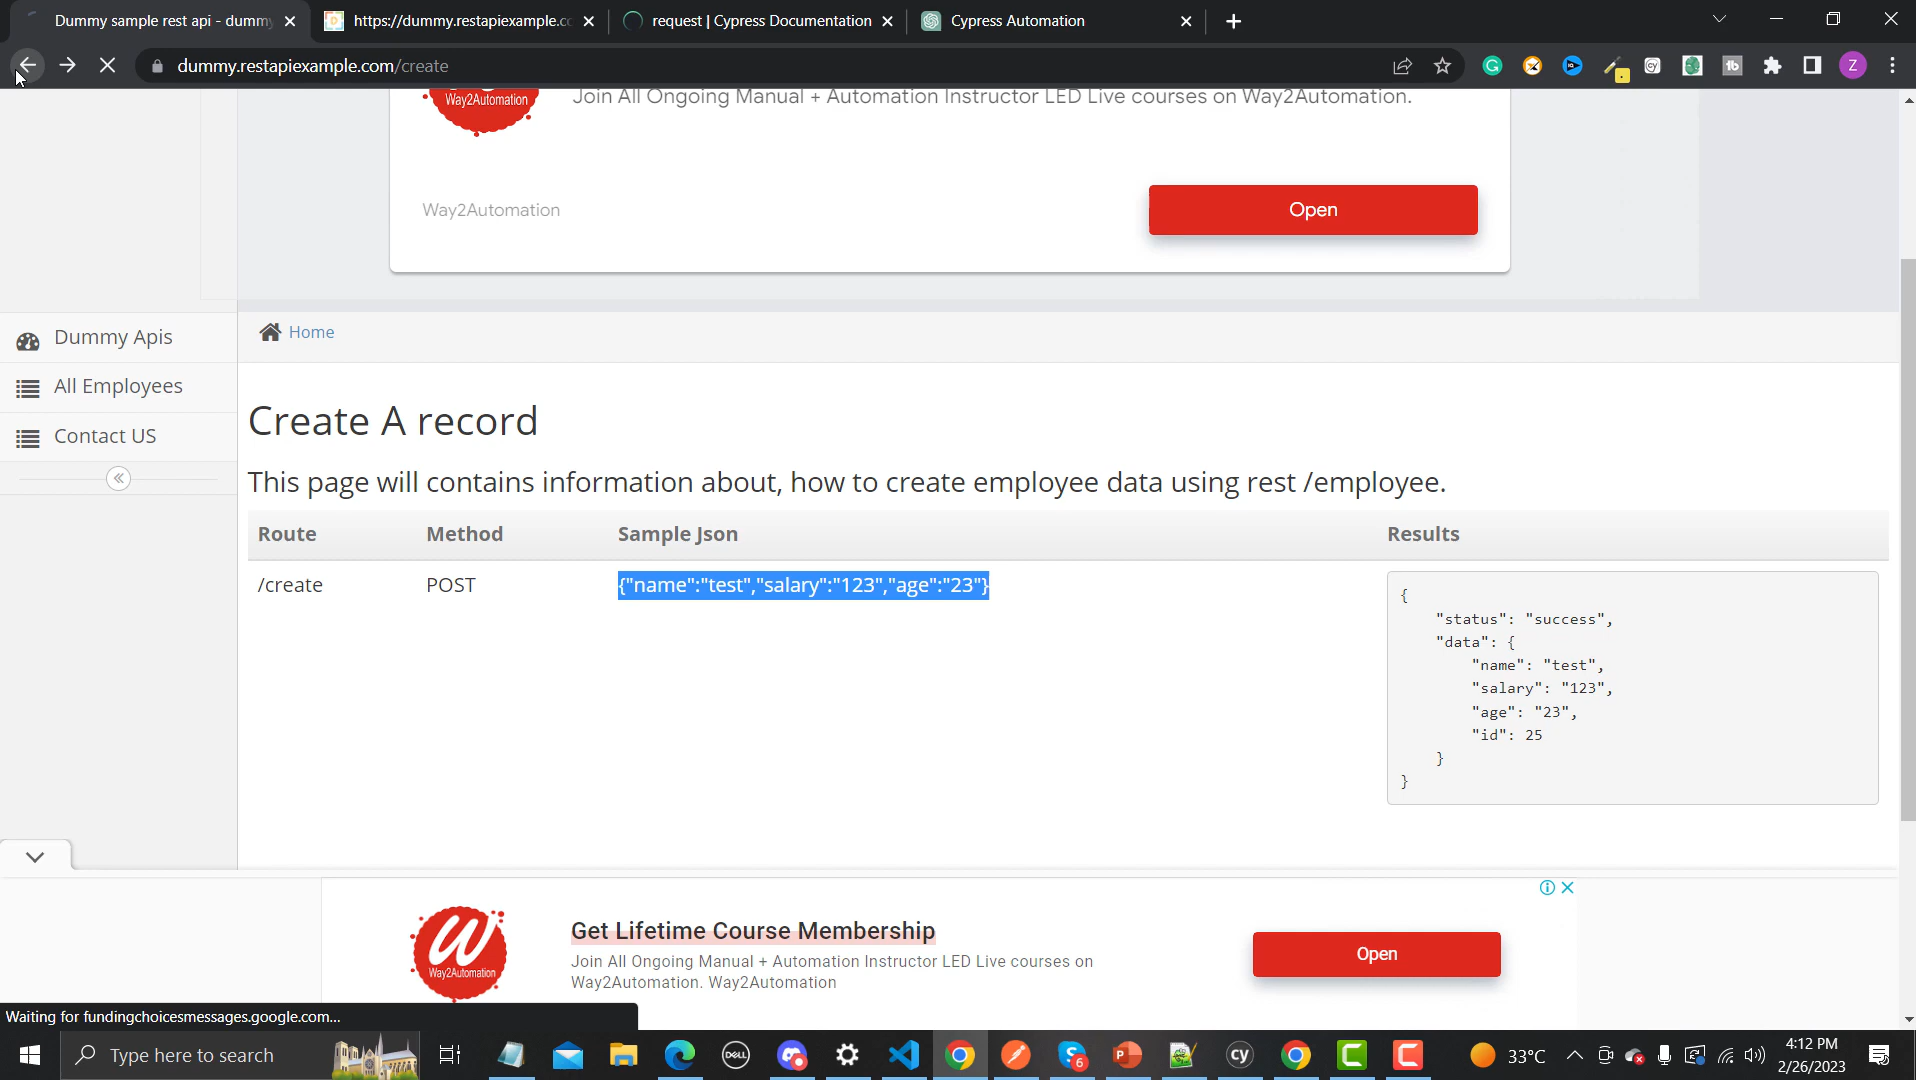 Dummy sample rest api - dummy
https://dummy.restapiexample.co
request | Cypress Documentation
Cypress Automation
dummy.restapiexample.com/create
Z
Way2Automation
Join All Ongoing Manual + Automation Instructor LED Live courses on Way2Automation.
Way2Automation
Open
Dummy Apis
All Employees
Contact US
Home
Create A record
This page will contains information about, how to create employee data using rest /employee.
Route Method Sample Json Results
/create POST {"name":"test","salary":"123","age":"23"}
{
"status": "success",
"data": {
"name": "test",
"salary": "123",
"age": "23",
"id": 25
}
}
Way2Automation
Get Lifetime Course Membership
Join All Ongoing Manual + Automation Instructor LED Live courses on
Way2Automation. Way2Automation
Open
Waiting for fundingchoicesmessages.google.com...
Type here to search
DELL
6
cy
33°C
4:12 PM
2/26/2023